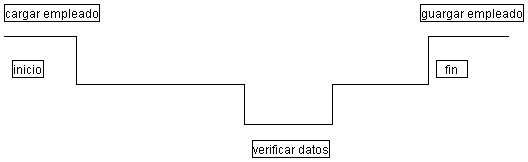 cargar empleado
guargar empleado
inicio
fin
verificar datos